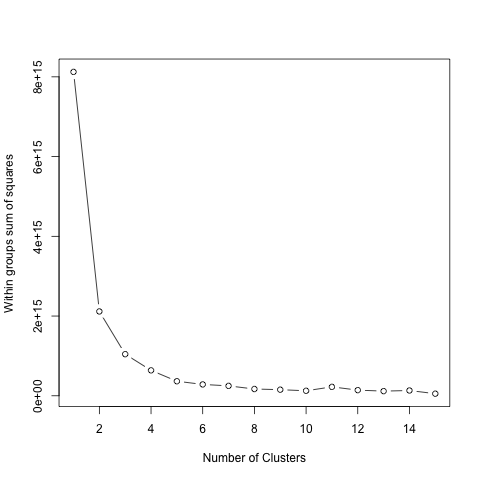 Within groups sum of squares
8e+15
6e+15
4e+15
2e+15
0e+00
2 4 6 8 10 12 14
Number of Clusters